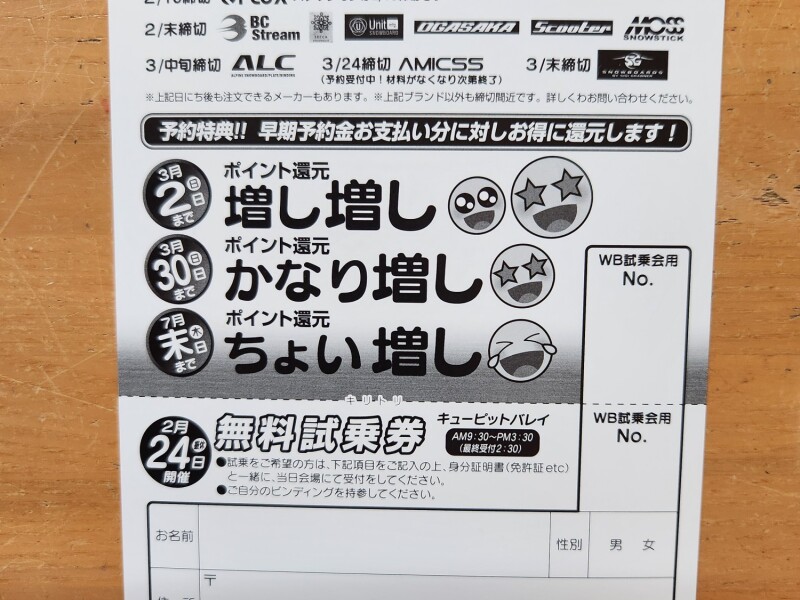 2/末締切 BC Stream Unit SNOWBOARD OGASAKA Scooter MOSS SNOWSTICK
3/中旬締切 ALC 3/24締切 AMICSS 3/末締切 SG SNOWBOARDS
(予約受付中!材料がなくなり次第終了)
※上記日にち後も注文できるメーカーもあります。※上記ブランド以外も締切間近です。詳しくわお問い合わせください。
予約特典!! 早期予約金お支払い分に対しお得に還元します!
3月2日(日)まで
ポイント還元
増し増し
3月30日(日)まで
ポイント還元
かなり増し
7月末日(木)まで
ポイント還元
ちょい増し
WB試乗会用
No.
キリトリ
2月24日開催
無料試乗券
キューピットバレイ
AM9:30～PM3:30
(最終受付2:30)
●試乗をご希望の方は、下記項目をご記入の上、身分証明書(免許証etc)
と一緒に、当日会場にて受付をしてください。
●ご自分のビンディングを持参してください。
WB試乗会用
No.
お名前
性別
男 女
〒